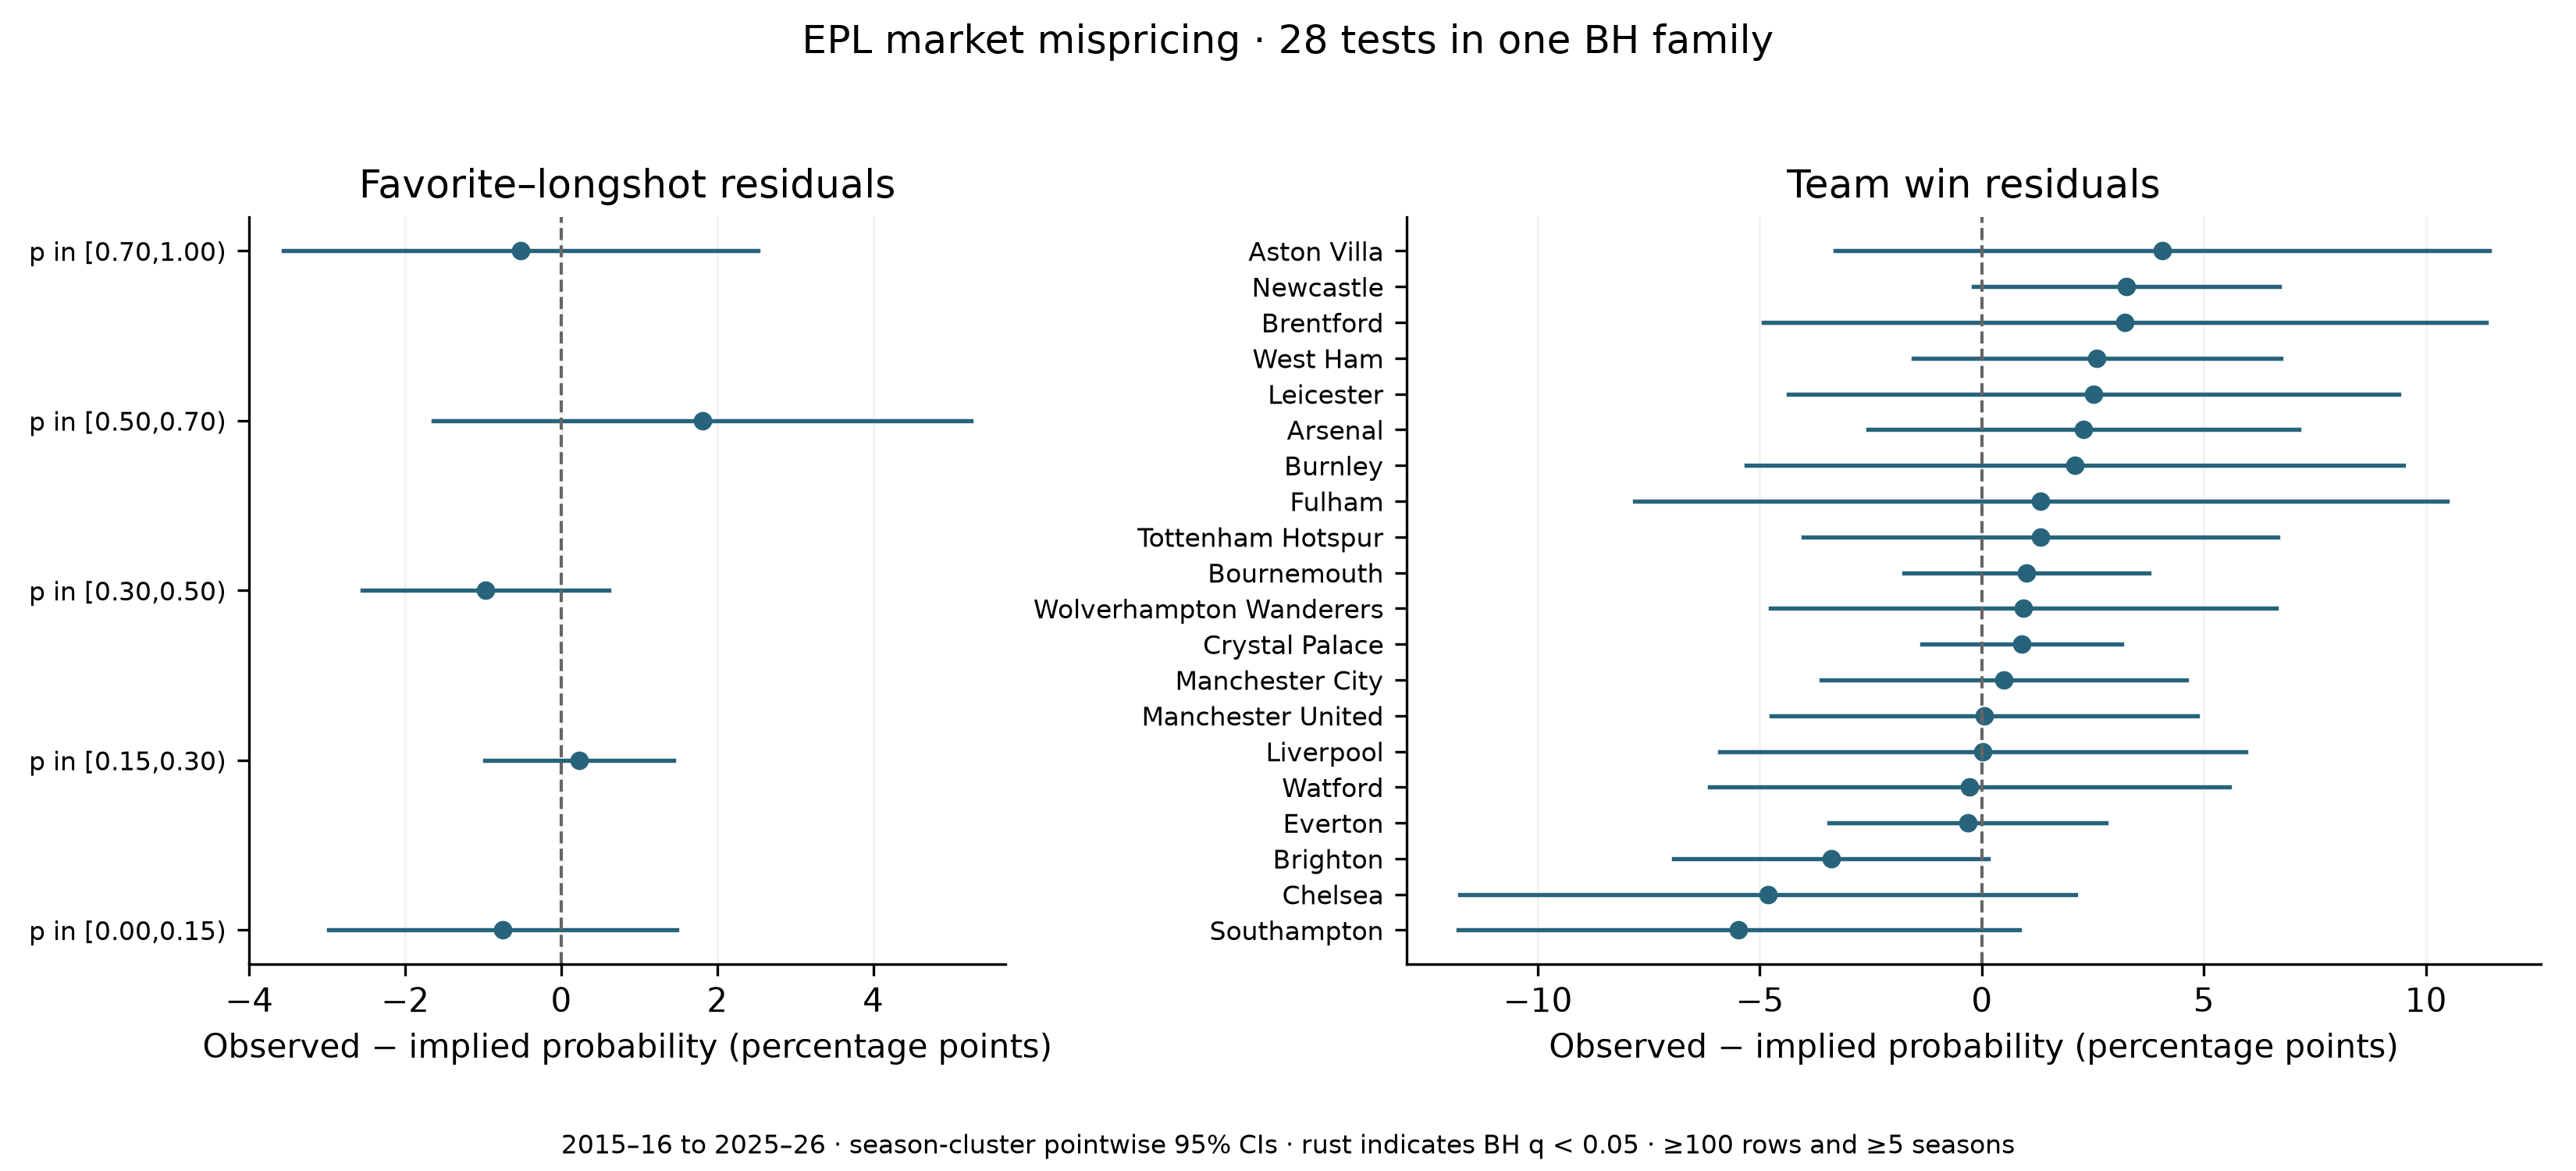 EPL market mispricing · 28 tests in one BH family
Favorite–longshot residuals
p in [0.70,1.00)
p in [0.50,0.70)
p in [0.30,0.50)
p in [0.15,0.30)
p in [0.00,0.15)
−4 −2 0 2 4
Observed − implied probability (percentage points)
Team win residuals
Aston Villa
Newcastle
Brentford
West Ham
Leicester
Arsenal
Burnley
Fulham
Tottenham Hotspur
Bournemouth
Wolverhampton Wanderers
Crystal Palace
Manchester City
Manchester United
Liverpool
Watford
Everton
Brighton
Chelsea
Southampton
−10 −5 0 5 10
Observed − implied probability (percentage points)
2015–16 to 2025–26 · season-cluster pointwise 95% CIs · rust indicates BH q < 0.05 · ≥100 rows and ≥5 seasons